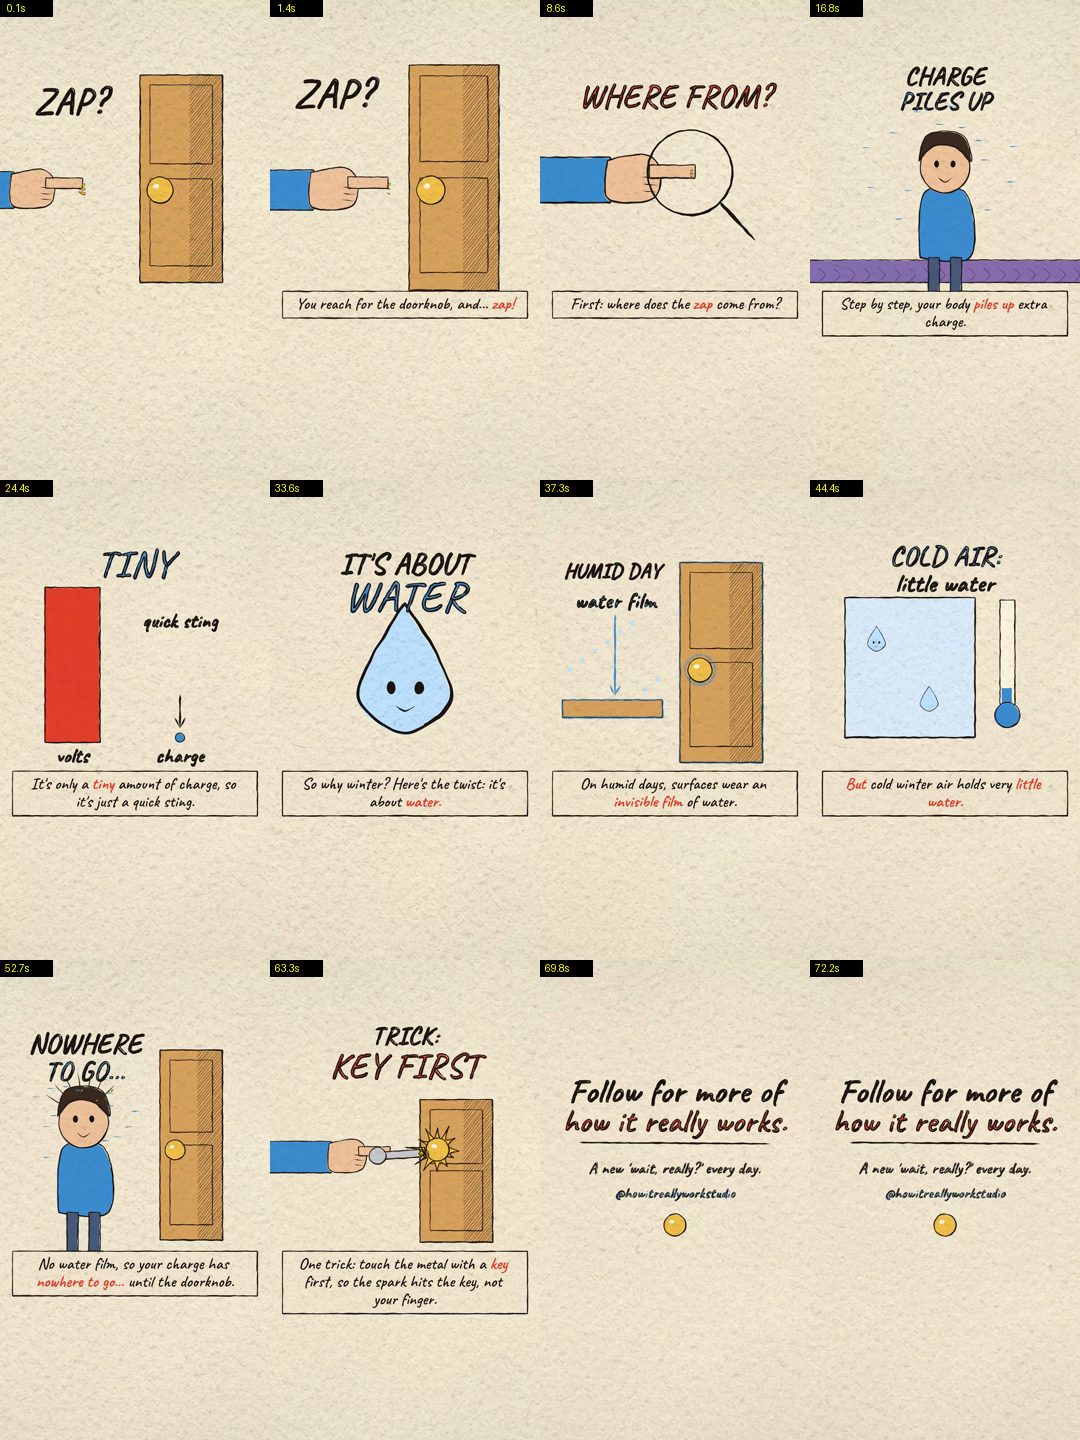 0.1s
ZAP?
1.4s
ZAP?
You reach for the doorknob, and... zap!
8.6s
WHERE FROM?
First: where does the zap come from?
16.8s
CHARGE
PILES UP
Step by step, your body piles up extra
charge.
24.4s
TINY
quick sting
volts
charge
It's only a tiny amount of charge, so
it's just a quick sting.
33.6s
IT'S ABOUT
WATER
So why winter? Here's the twist: it's
about water.
37.3s
HUMID DAY
water film
On humid days, surfaces wear an
invisible film of water.
44.4s
COLD AIR:
little water
But cold winter air holds very little
water.
52.7s
NOWHERE
TO GO...
No water film, so your charge has
nowhere to go... until the doorknob.
63.3s
TRICK:
KEY FIRST
One trick: touch the metal with a key
first, so the spark hits the key, not
your finger.
69.8s
Follow for more of
how it really works.
A new 'wait, really?' every day.
@howitreallyworkstudio
72.2s
Follow for more of
how it really works.
A new 'wait, really?' every day.
@howitreallyworkstudio